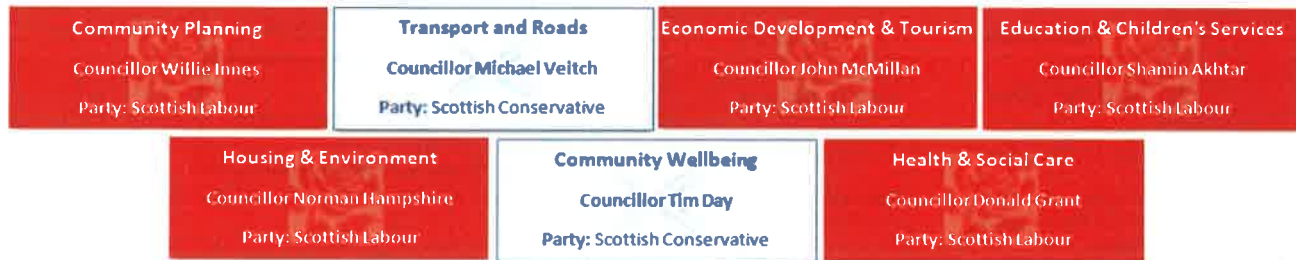 Community Planning
Councillor Willie Innes
Party: Scottish Labour
Transport and Roads
Councillor Michael Veitch
Party: Scottish Conservative
Economic Development & Tourism
Councillor John McMillan
Party: Scottish Labour
Education & Children's Services
Councillor Shamin Akhtar
Party: Scottish Labour
Housing & Environment
Councillor Norman Hampshire
Party: Scottish Labour
Community Wellbeing
Councillor Tim Day
Party: Scottish Conservative
Health & Social Care
Councillor Donald Grant
Party: Scottish Labour